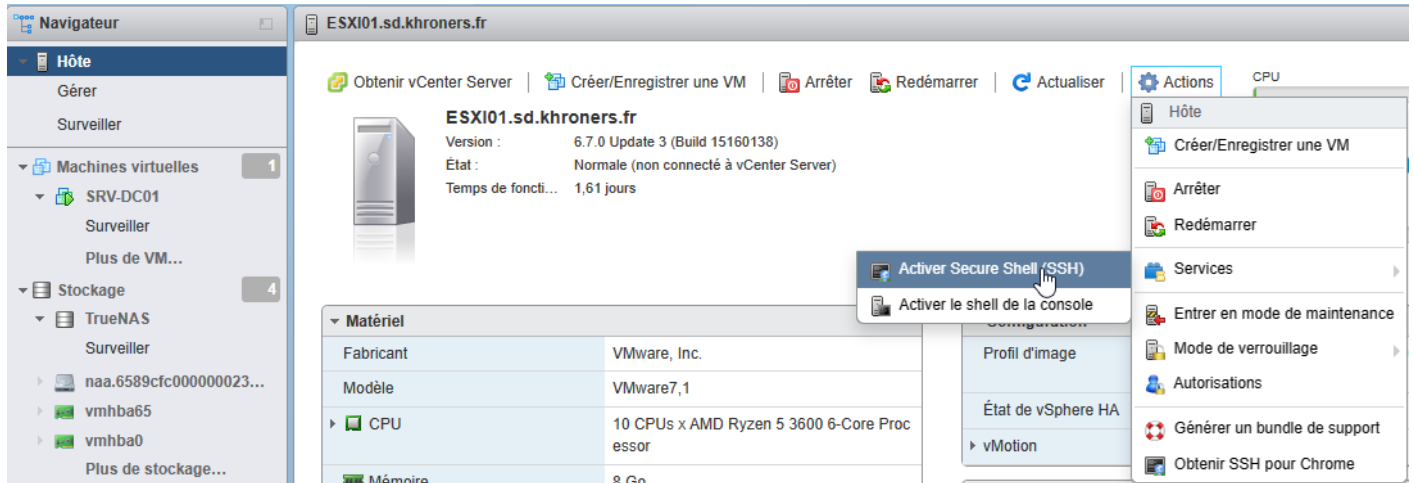 Navigateur
Hôte
Gérer
Surveiller
Machines virtuelles 1
SRV-DC01
Surveiller
Plus de VM...
Stockage 4
TrueNAS
Surveiller
naa.6589cfc000000023...
vmhba65
vmhba0
Plus de stockage...
ESXI01.sd.khroners.fr
Obtenir vCenter Server
Créer/Enregistrer une VM
Arrêter
Redémarrer
Actualiser
Actions
CPU
ESXI01.sd.khroners.fr
Version : 6.7.0 Update 3 (Build 15160138)
État : Normale (non connecté à vCenter Server)
Temps de foncti... 1,61 jours
Hôte
Créer/Enregistrer une VM
Arrêter
Redémarrer
Services
Entrer en mode de maintenance
Mode de verrouillage
Autorisations
Générer un bundle de support
Obtenir SSH pour Chrome
Activer Secure Shell (SSH)
Activer le shell de la console
Matériel
Fabricant VMware, Inc.
Modèle VMware7,1
CPU 10 CPUs x AMD Ryzen 5 3600 6-Core Proc
essor
Mémoire 8 Go
Configuration
Profil d'image
État de vSphere HA
vMotion